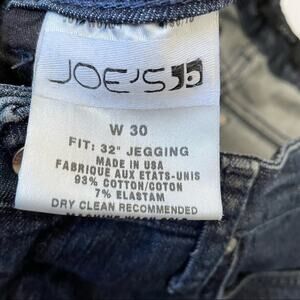 JOE'S
W 30
FIT: 32" JEGGING
MADE IN USA
FABRIQUE AUX ETATS-UNIS
93% COTTON/COTON
7% ELASTAM
DRY CLEAN RECOMMENDED